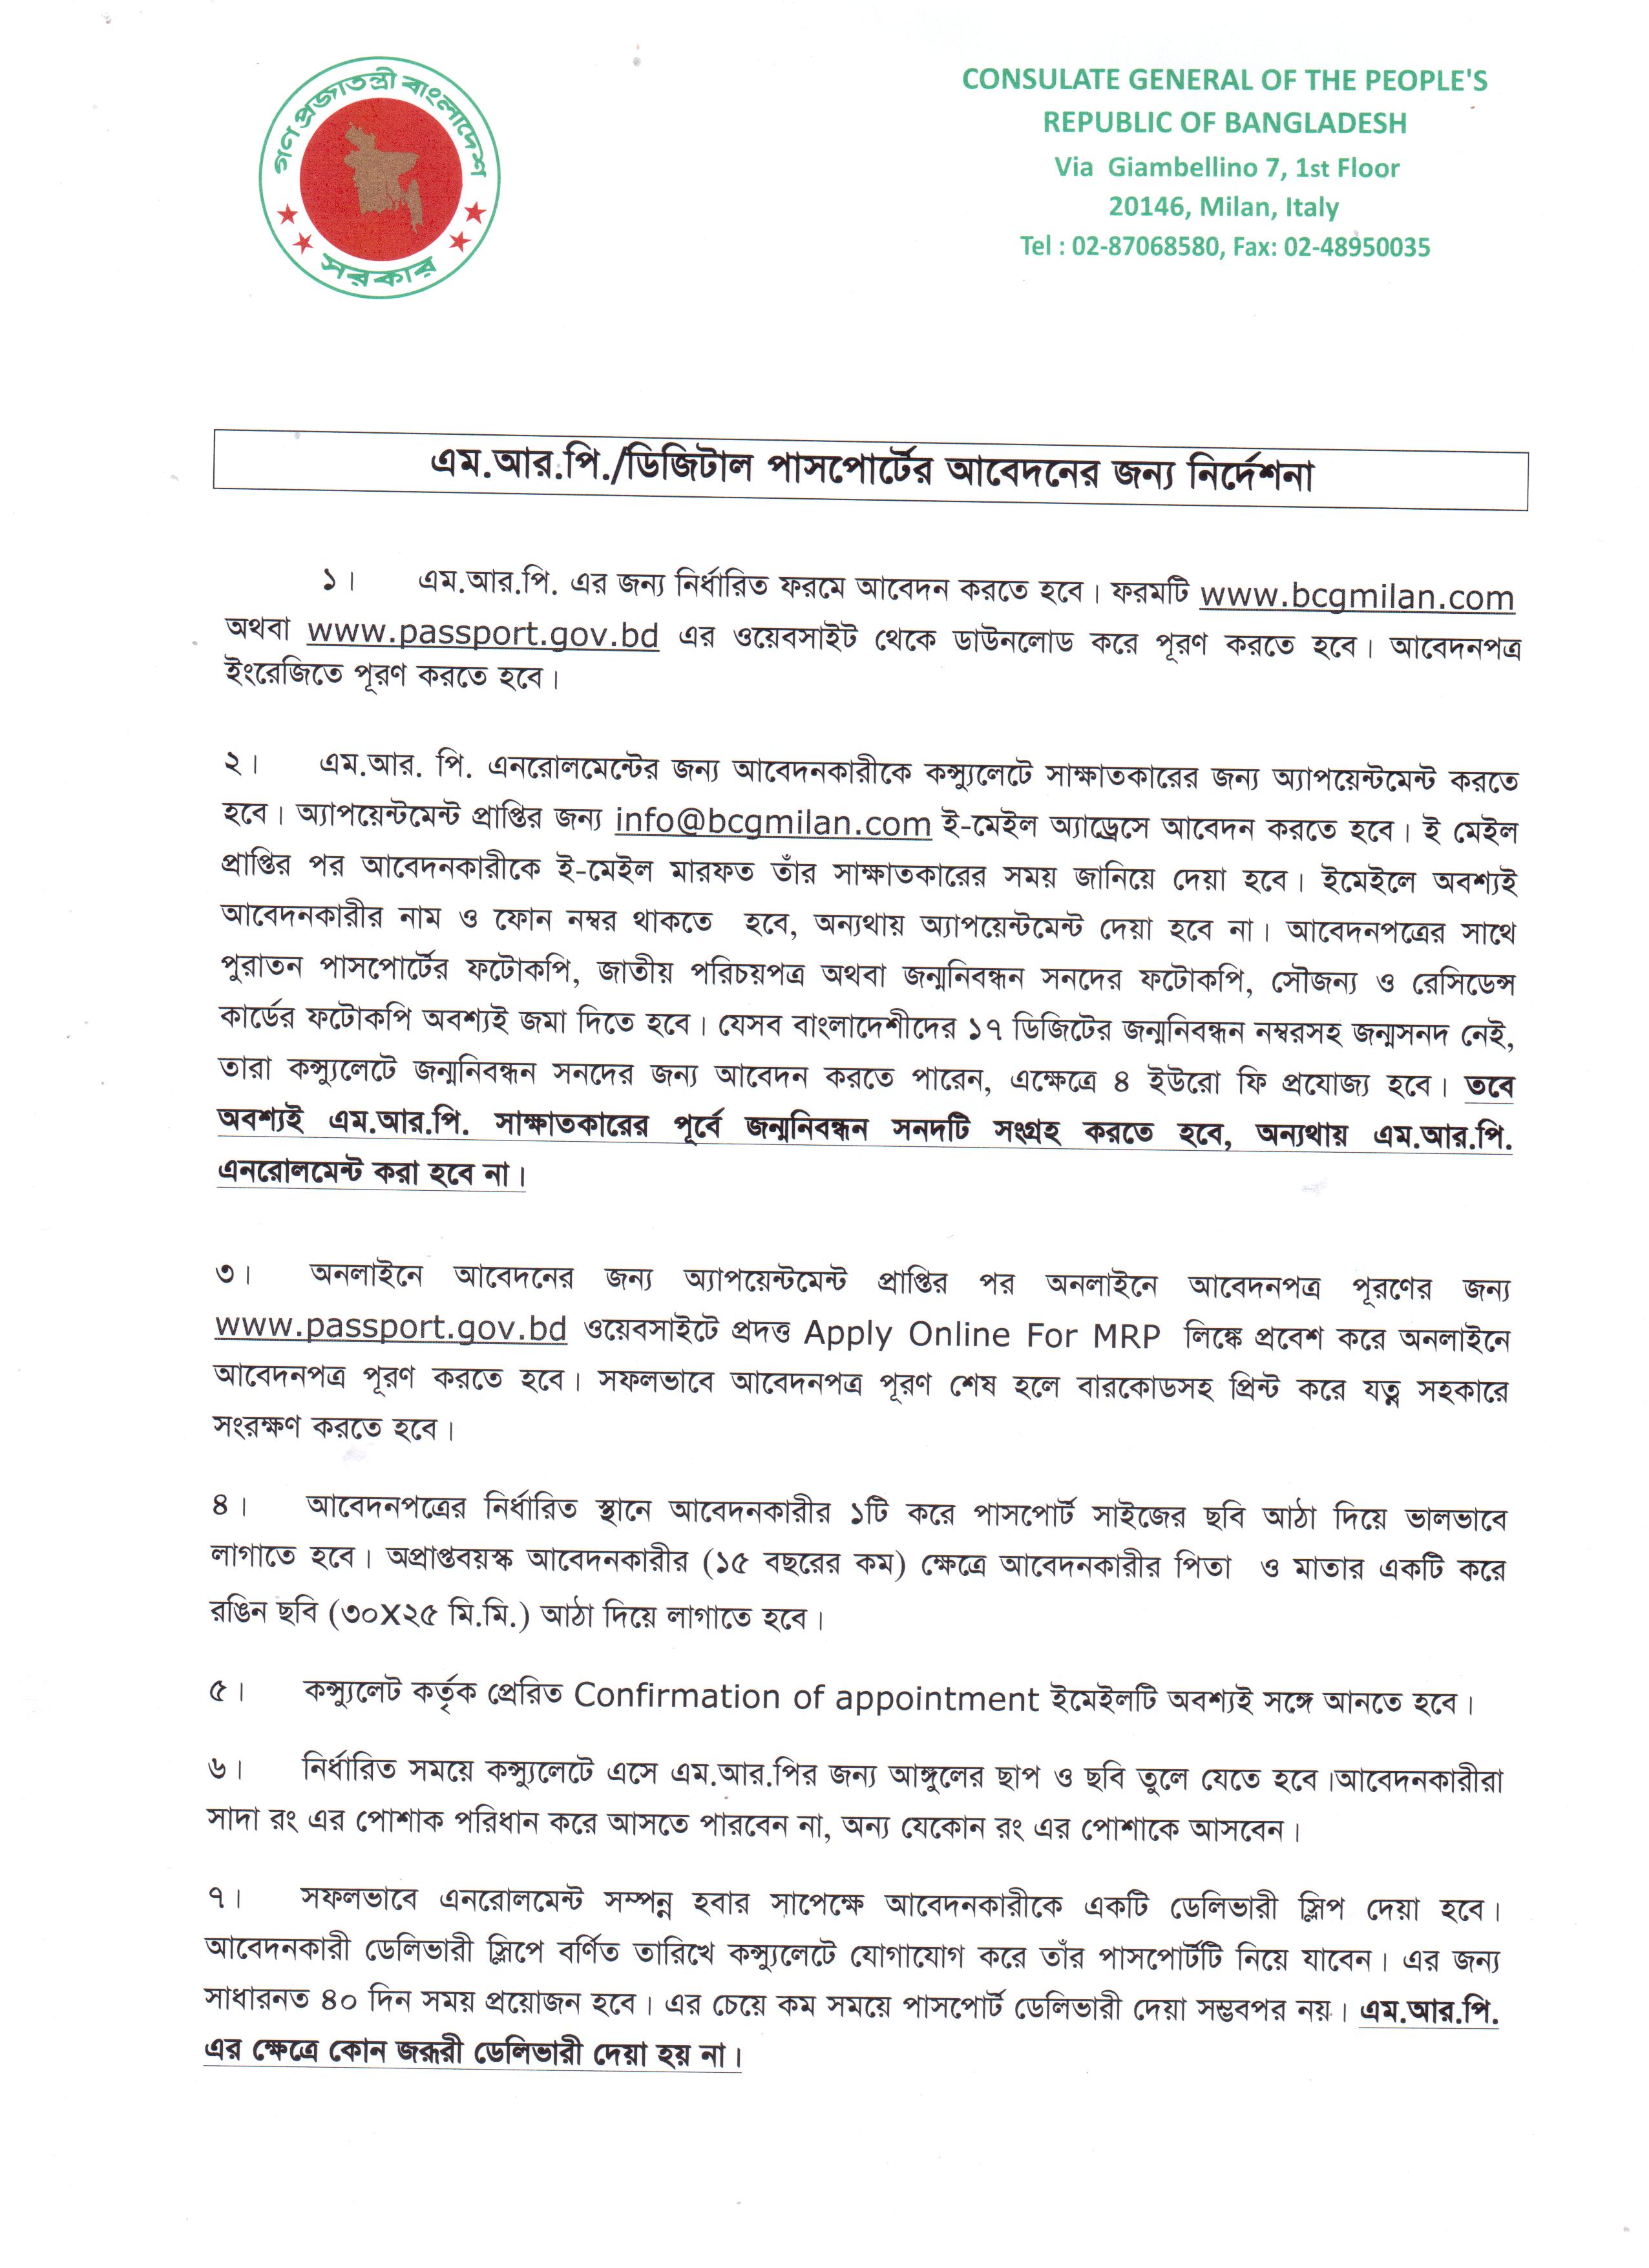 গণ প্রজাতন্ত্রী বাংলাদেশ
সরকার
CONSULATE GENERAL OF THE PEOPLE'S
REPUBLIC OF BANGLADESH
Via Giambellino 7, 1st Floor
20146, Milan, Italy
Tel : 02-87068580, Fax: 02-48950035
এম.আর.পি./ডিজিটাল পাসপোর্টের আবেদনের জন্য নির্দেশনা
১। এম.আর.পি. এর জন্য নির্ধারিত ফরমে আবেদন করতে হবে। ফরমটি www.bcgmilan.com
অথবা www.passport.gov.bd এর ওয়েবসাইট থেকে ডাউনলোড করে পূরণ করতে হবে। আবেদনপত্র
ইংরেজিতে পূরণ করতে হবে।
২। এম.আর. পি. এনরোলমেন্টের জন্য আবেদনকারীকে কন্স্যুলেটে সাক্ষাতকারের জন্য অ্যাপয়েন্টমেন্ট করতে
হবে। অ্যাপয়েন্টমেন্ট প্রাপ্তির জন্য info@bcgmilan.com ই-মেইল অ্যাড্রেসে আবেদন করতে হবে। ই মেইল
প্রাপ্তির পর আবেদনকারীকে ই-মেইল মারফত তাঁর সাক্ষাতকারের সময় জানিয়ে দেয়া হবে। ইমেইলে অবশ্যই
আবেদনকারীর নাম ও ফোন নম্বর থাকতে হবে, অন্যথায় অ্যাপয়েন্টমেন্ট দেয়া হবে না। আবেদনপত্রের সাথে
পুরাতন পাসপোর্টের ফটোকপি, জাতীয় পরিচয়পত্র অথবা জন্মনিবন্ধন সনদের ফটোকপি, সৌজন্য ও রেসিডেন্স
কার্ডের ফটোকপি অবশ্যই জমা দিতে হবে। যেসব বাংলাদেশীদের ১৭ ডিজিটের জন্মনিবন্ধন নম্বরসহ জন্মসনদ নেই,
তারা কন্স্যুলেটে জন্মনিবন্ধন সনদের জন্য আবেদন করতে পারেন, এক্ষেত্রে ৪ ইউরো ফি প্রযোজ্য হবে। তবে
অবশ্যই এম.আর.পি. সাক্ষাতকারের পূর্বে জন্মনিবন্ধন সনদটি সংগ্রহ করতে হবে, অন্যথায় এম.আর.পি.
এনরোলমেন্ট করা হবে না।
৩। অনলাইনে আবেদনের জন্য অ্যাপয়েন্টমেন্ট প্রাপ্তির পর অনলাইনে আবেদনপত্র পূরণের জন্য
www.passport.gov.bd ওয়েবসাইটে প্রদত্ত Apply Online For MRP লিঙ্কে প্রবেশ করে অনলাইনে
আবেদনপত্র পূরণ করতে হবে। সফলভাবে আবেদনপত্র পূরণ শেষ হলে বারকোডসহ প্রিন্ট করে যত্ন সহকারে
সংরক্ষণ করতে হবে।
৪। আবেদনপত্রের নির্ধারিত স্থানে আবেদনকারীর ১টি করে পাসপোর্ট সাইজের ছবি আঠা দিয়ে ভালভাবে
লাগাতে হবে। অপ্রাপ্তবয়স্ক আবেদনকারীর (১৫ বছরের কম) ক্ষেত্রে আবেদনকারীর পিতা ও মাতার একটি করে
রঙিন ছবি (৩০X২৫ মি.মি.) আঠা দিয়ে লাগাতে হবে।
৫। কন্স্যুলেট কর্তৃক প্রেরিত Confirmation of appointment ইমেইলটি অবশ্যই সঙ্গে আনতে হবে।
৬। নির্ধারিত সময়ে কন্স্যুলেটে এসে এম.আর.পির জন্য আঙ্গুলের ছাপ ও ছবি তুলে যেতে হবে।আবেদনকারীরা
সাদা রং এর পোশাক পরিধান করে আসতে পারবেন না, অন্য যেকোন রং এর পোশাকে আসবেন।
৭। সফলভাবে এনরোলমেন্ট সম্পন্ন হবার সাপেক্ষে আবেদনকারীকে একটি ডেলিভারী স্লিপ দেয়া হবে।
আবেদনকারী ডেলিভারী স্লিপে বর্ণিত তারিখে কন্স্যুলেটে যোগাযোগ করে তাঁর পাসপোর্টটি নিয়ে যাবেন। এর জন্য
সাধারনত ৪০ দিন সময় প্রয়োজন হবে। এর চেয়ে কম সময়ে পাসপোর্ট ডেলিভারী দেয়া সম্ভবপর নয়। এম.আর.পি.
এর ক্ষেত্রে কোন জরূরী ডেলিভারী দেয়া হয় না।